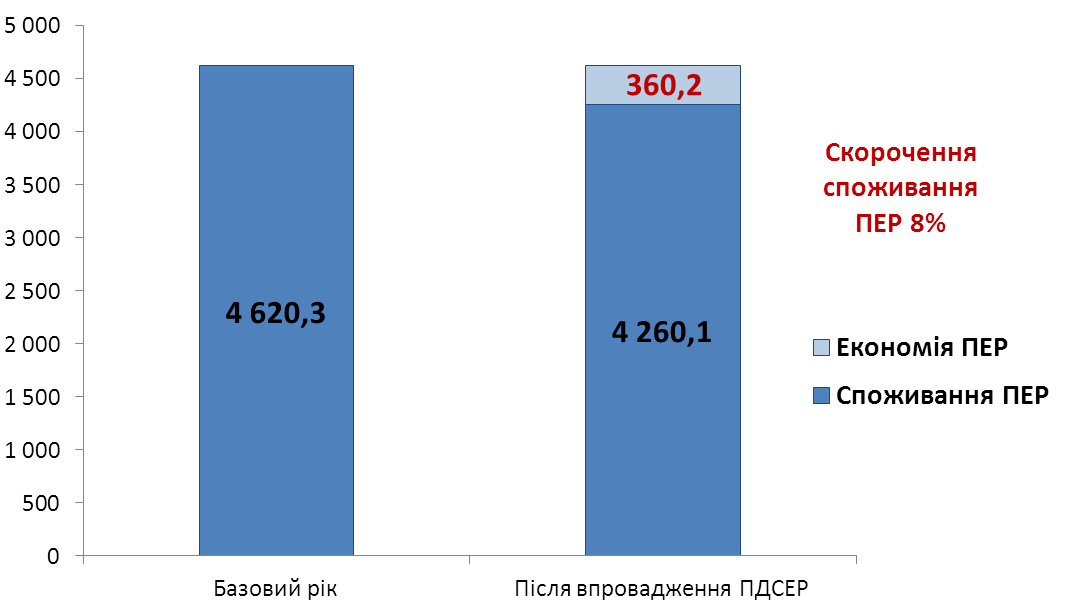 5 000
4 500
4 000
3 500
3 000
2 500
2 000
1 500
1 000
500
0
4 620,3
360,2
4 260,1
Базовий рік
Після впровадження ПДСЕР
Скорочення
споживання
ПЕР 8%
Економія ПЕР
Споживання ПЕР